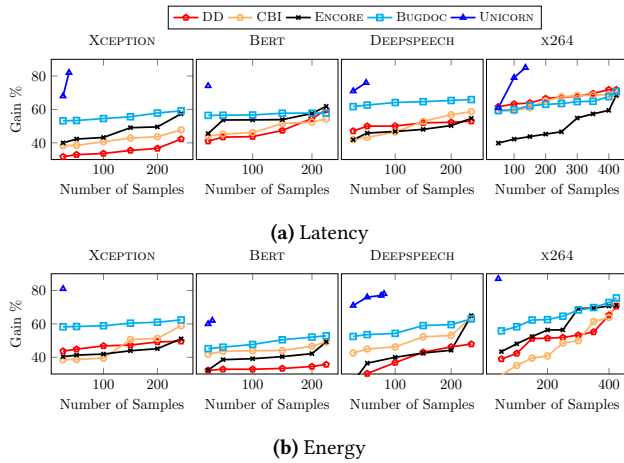 DD CBI ENCORE BUGDOC UNICORN
XCEPTION BERT DEEPSPEECH X264
Gain %
80
60
40
100 200 100 200 100 200 100 200 300 400
Number of Samples Number of Samples Number of Samples Number of Samples
(a) Latency
XCEPTION BERT DEEPSPEECH X264
Gain %
80
60
40
100 200 100 200 100 200 200 400
Number of Samples Number of Samples Number of Samples Number of Samples
(b) Energy